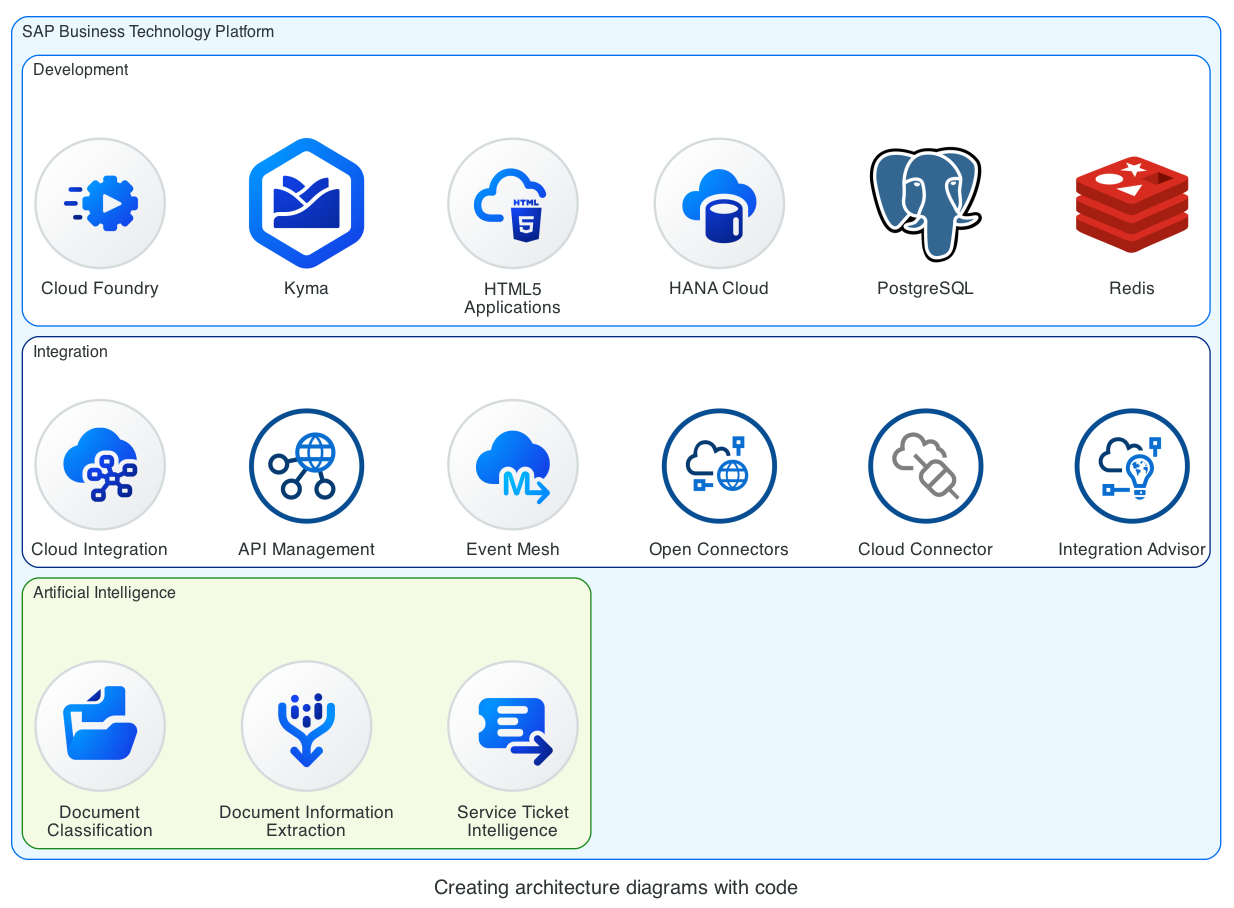 SAP Business Technology Platform
Development
HTML
5
Cloud Foundry
Kyma
HTML5
Applications
HANA Cloud
PostgreSQL
Redis
Integration
M
Cloud Integration
API Management
Event Mesh
Open Connectors
Cloud Connector
Integration Advisor
Artificial Intelligence
Document
Classification
Document Information
Extraction
Service Ticket
Intelligence
Creating architecture diagrams with code